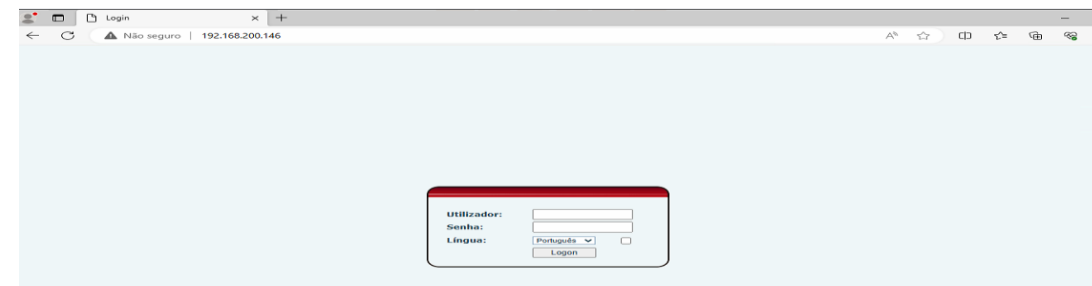 Login
Não seguro | 192.168.200.146
Utilizador:
Senha:
Língua: Português
Logon